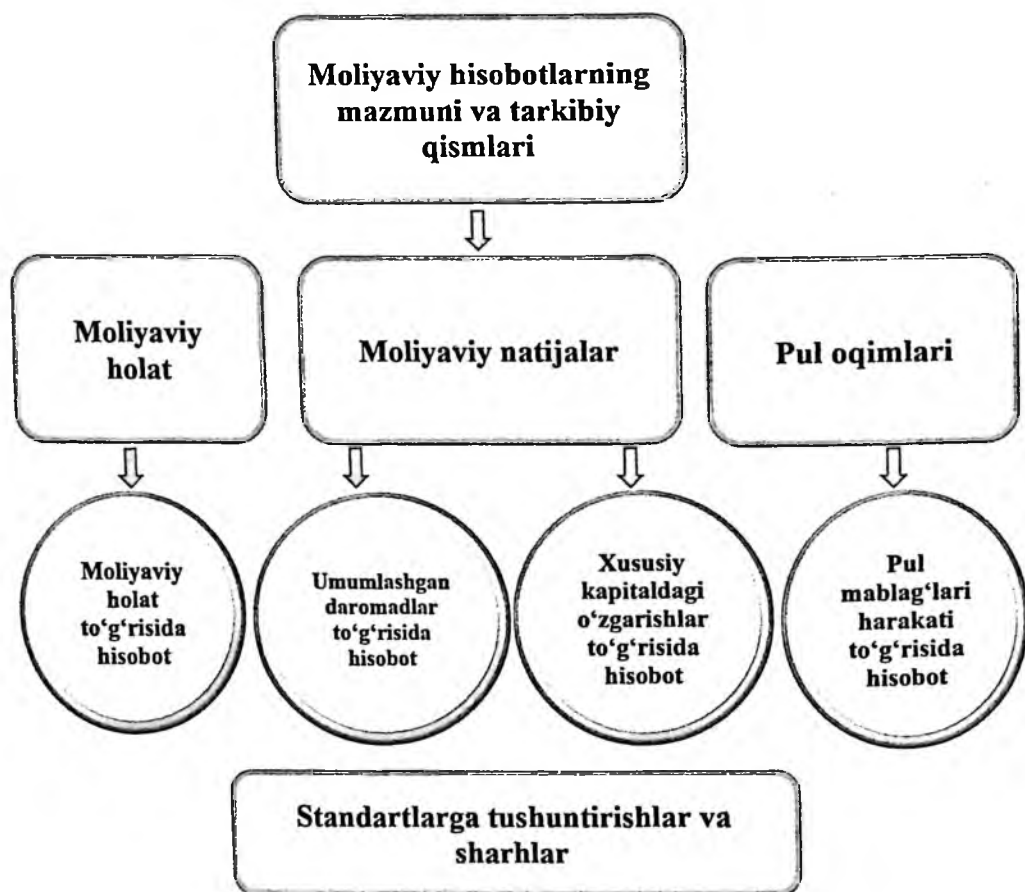 Moliyaviy hisobotlarning
mazmuni va tarkibiy
qismlari
Moliyaviy
holat
Moliyaviy natijalar
Pul oqimlari
Moliyaviy
holat
to‘g‘risida
hisobot
Umumlashgan
daromadlar
to‘g‘risida
hisobot
Xususiy
kapitaldagi
o‘zgarishlar
to‘g‘risida
hisobot
Pul
mablag‘lari
harakati
to‘g‘risida
hisobot
Standartlarga tushuntirishlar va
sharhlar